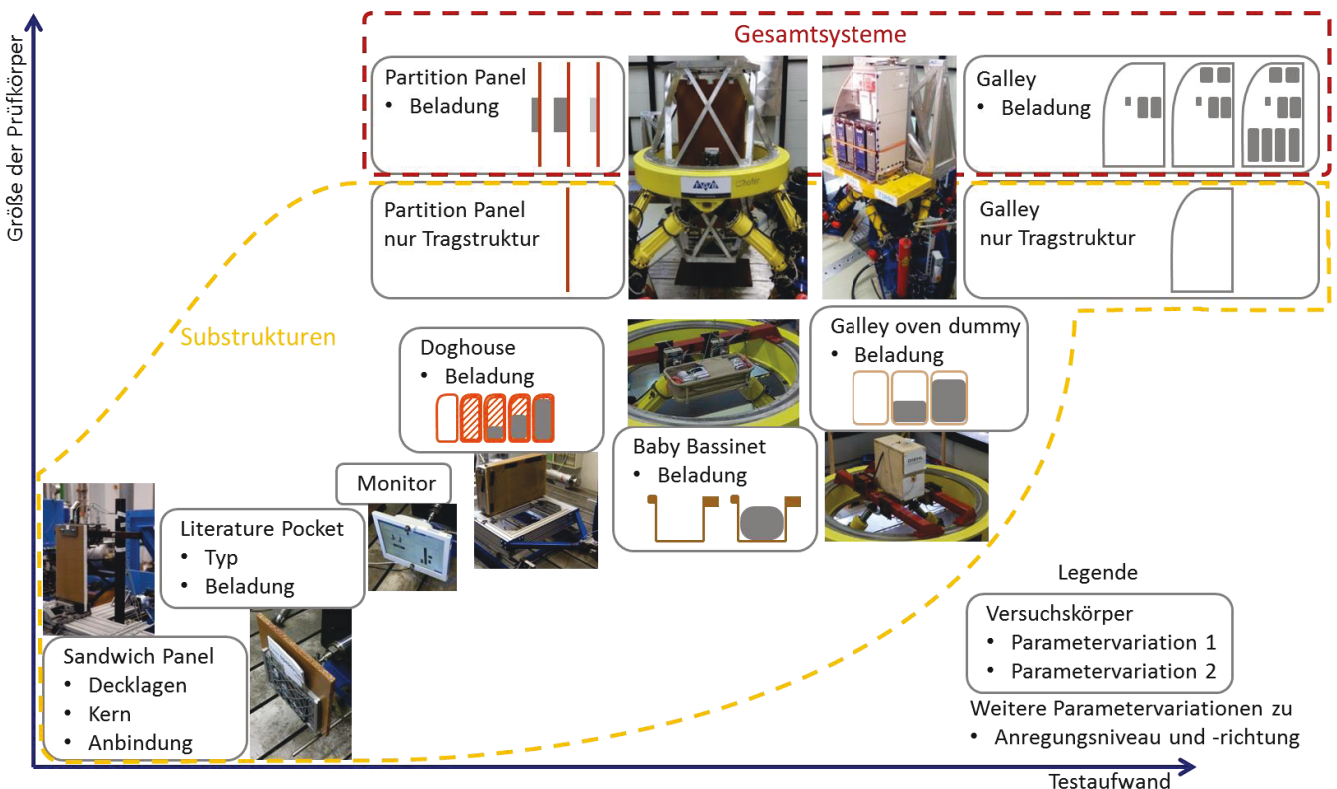 Größe der Prüfkörper
Gesamtsysteme
Partition Panel
• Beladung
Galley
• Beladung
Partition Panel
nur Tragstruktur
Galley
nur Tragstruktur
Substrukturen
Doghouse
• Beladung
Galley oven dummy
• Beladung
Baby Bassinet
• Beladung
Monitor
Literature Pocket
• Typ
• Beladung
Sandwich Panel
• Decklagen
• Kern
• Anbindung
Legende
Versuchskörper
• Parametervariation 1
• Parametervariation 2
Weitere Parametervariationen zu
• Anregungsniveau und -richtung
Testaufwand